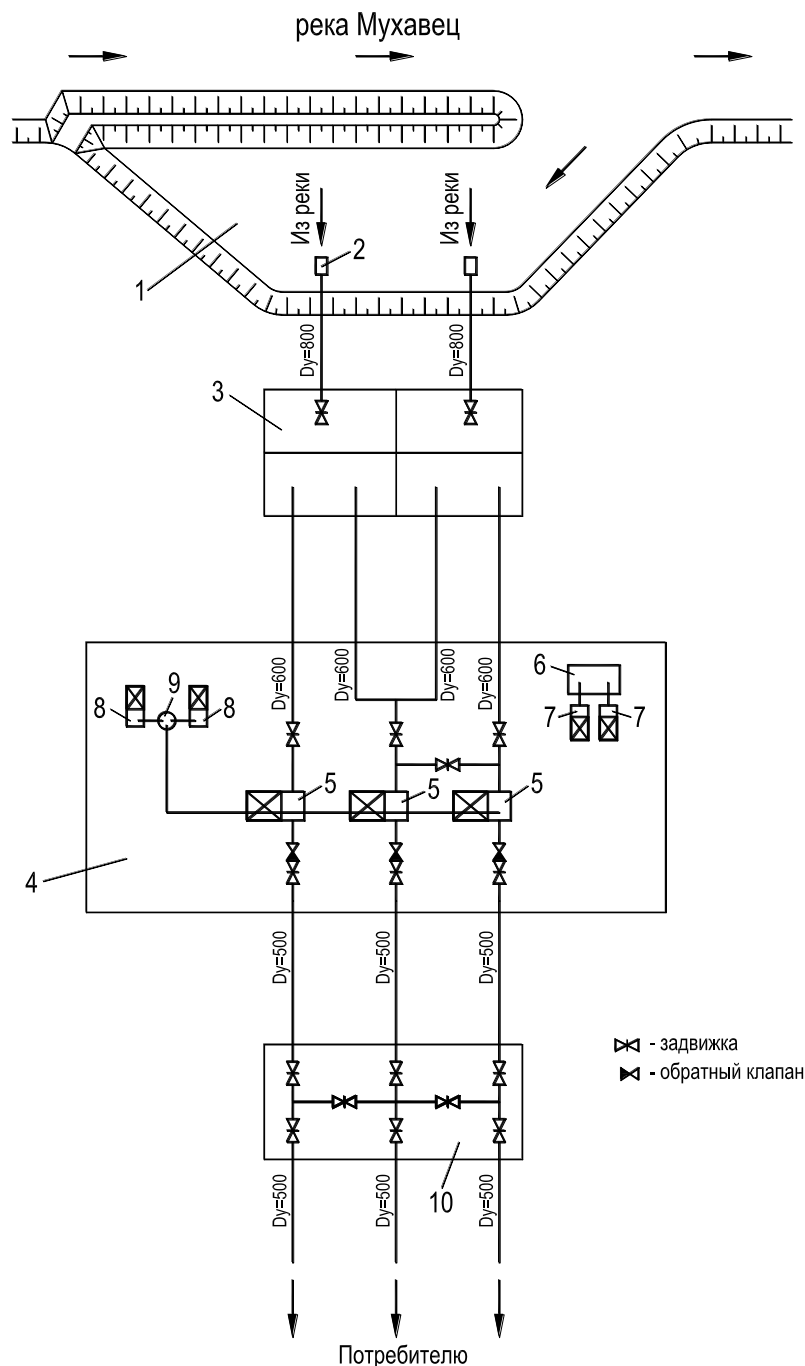 река Мухавец
Из реки
Из реки
2
1
Dy=800
Dy=800
3
Dy=600
Dy=600
Dy=600
Dy=600
6
9
8
8
7
7
5
5
5
4
Dy=500
Dy=500
Dy=500
- задвижка
- обратный клапан
10
Dy=500
Dy=500
Dy=500
Потребителю